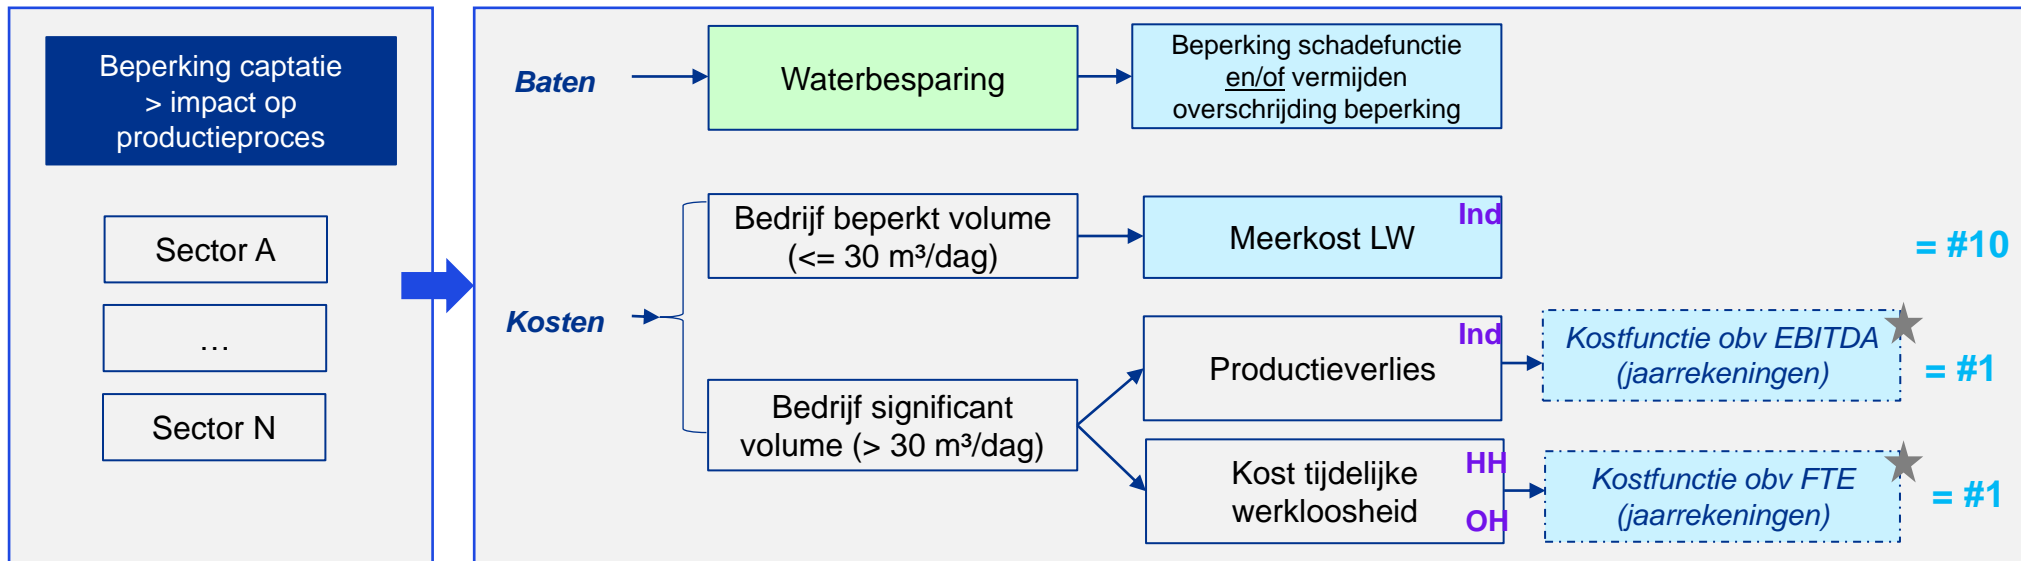 Beperking captatie
> impact op
productieproces
Sector A
…
Sector N
Baten
Waterbesparing
Beperking schadefunctie
en/of vermijden
overschrijding beperking
Kosten
Bedrijf beperkt volume
(<= 30 m³/dag)
Meerkost LW
Ind
= #10
Bedrijf significant
volume (> 30 m³/dag)
Productieverlies
Ind
Kostfunctie obv EBITDA
(jaarrekeningen)
= #1
Kost tijdelijke
werkloosheid
HH
OH
Kostfunctie obv FTE
(jaarrekeningen)
= #1